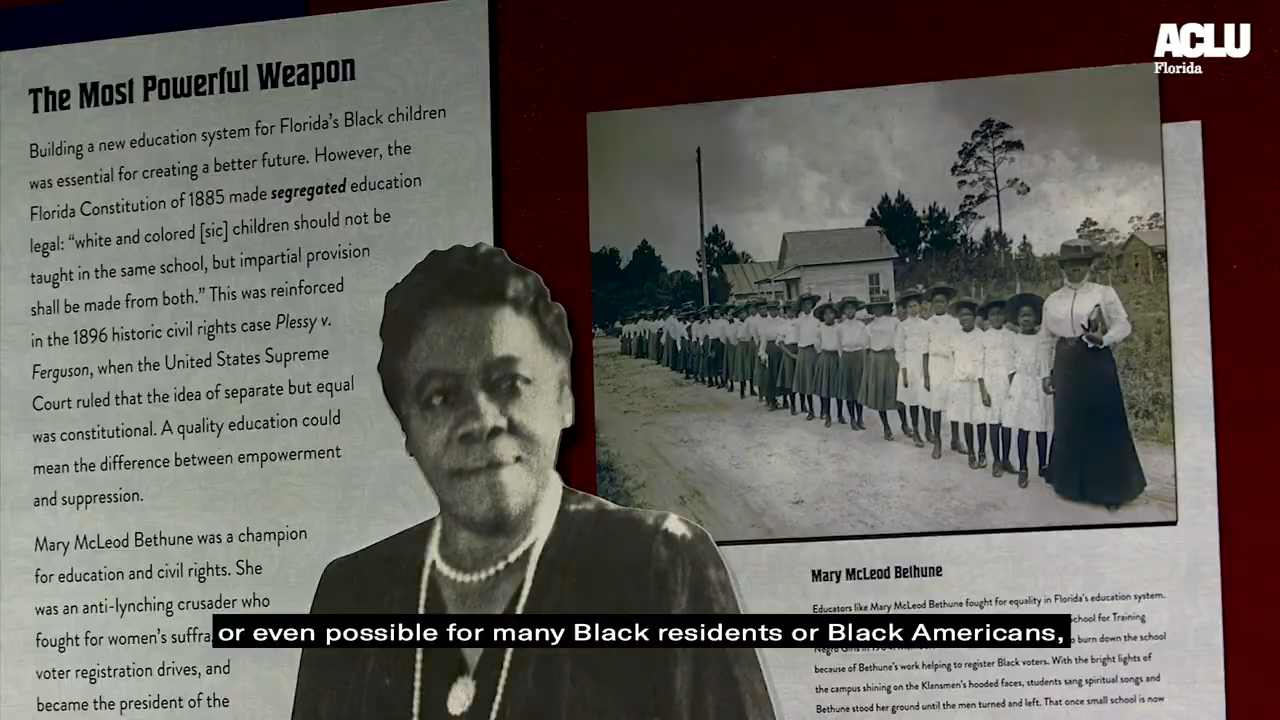 ACLU
Florida
The Most Powerful Weapon
Building a new education system for Florida's Black children
was essential for creating a better future. However, the
Florida Constitution of 1885 made segregated education
legal: “white and colored [sic] children should not be
taught in the same school, but impartial provision
shall be made from both.” This was reinforced
in the 1896 historic civil rights case Plessy v.
Ferguson, when the United States Supreme
Court ruled that the idea of separate but equal
was constitutional. A quality education could
mean the difference between empowerment
and suppression.
Mary McLeod Bethune was a champion
for education and civil rights. She
was an anti-lynching crusader who
fought for women's suffra
voter registration drives, and
became the president of the
Mary McLeod Bethune
Educators like Mary McLeod Bethune fought for equality in Florida's education system.
School for Training
burn down the school
because of Bethune's work helping to register Black voters. With the bright lights of
the campus shining on the Klansmen's hooded faces, students sang spiritual songs and
Bethune stood her ground until the men turned and left. That once small school is now
or even possible for many Black residents or Black Americans,